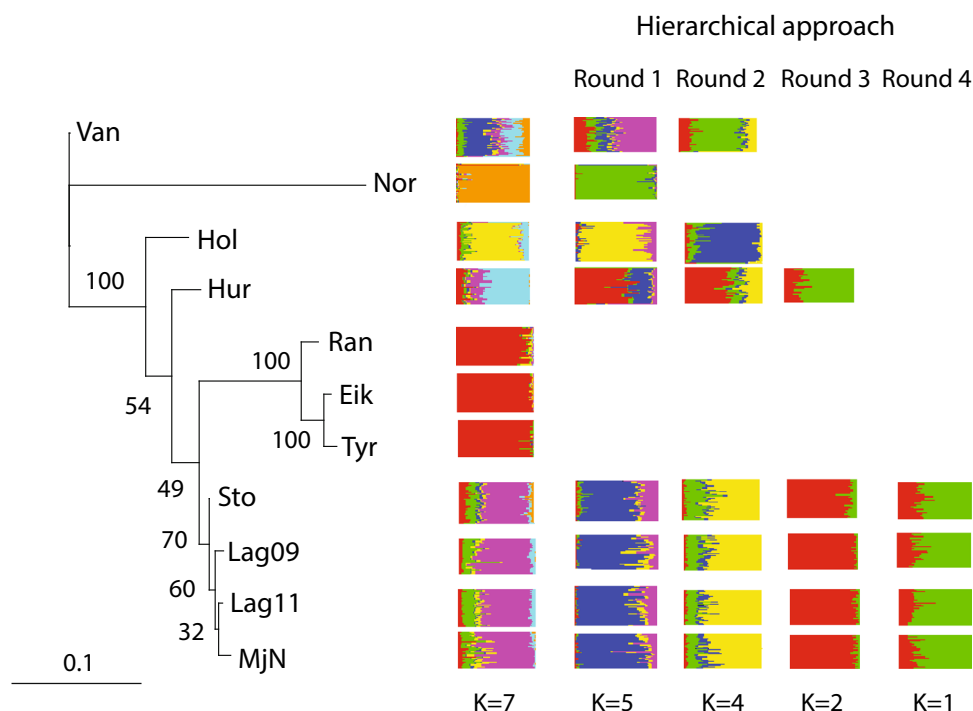 Hierarchical approach
Round 1 Round 2 Round 3 Round 4
Van
Nor
Hol
100
Hur
Ran
100
Eik
54
100 Tyr
49
Sto
70
Lag09
60
Lag11
32
MjN
0.1
K=7 K=5 K=4 K=2 K=1